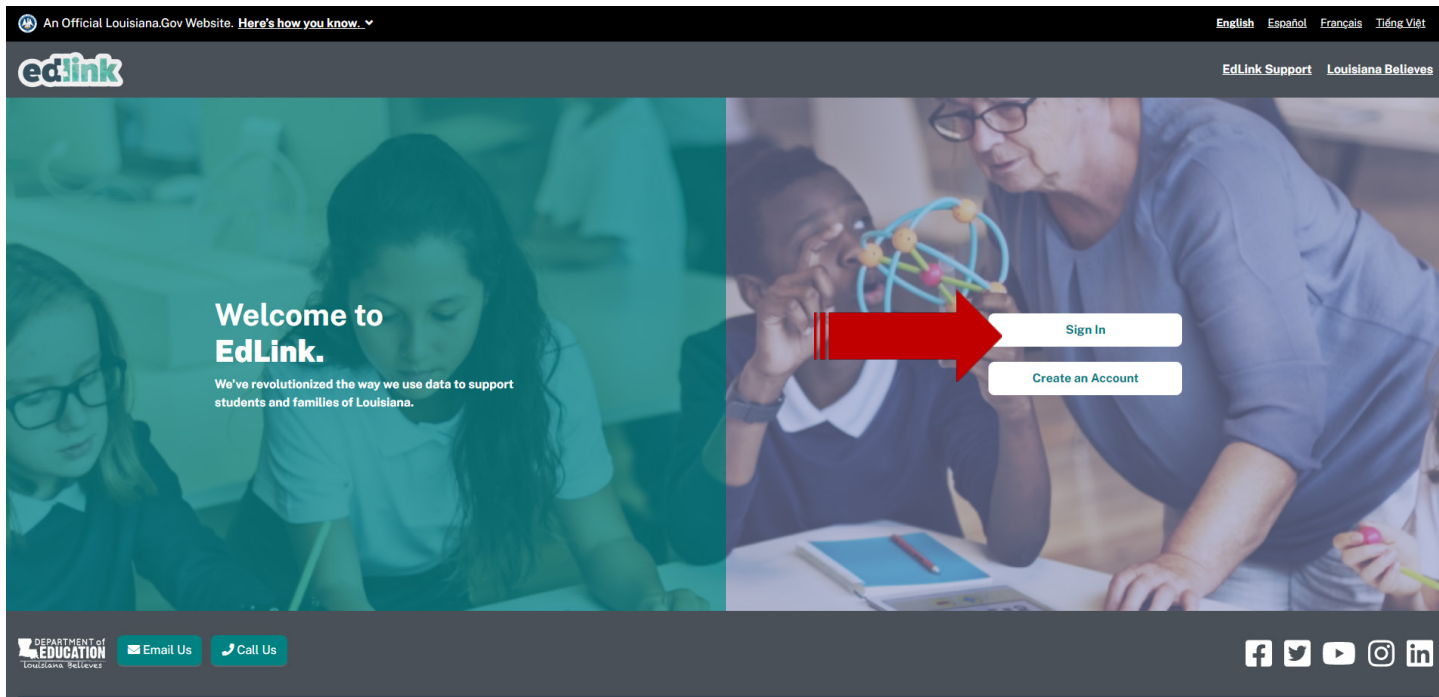 An Official Louisiana.Gov Website. Here's how you know.
English Español Français Tiếng Việt
edlink
EdLink Support Louisiana Believes
Welcome to
EdLink.
We've revolutionized the way we use data to support
students and families of Louisiana.
Sign In
Create an Account
DEPARTMENT of
EDUCATION
Louisiana Believes
Email Us
Call Us